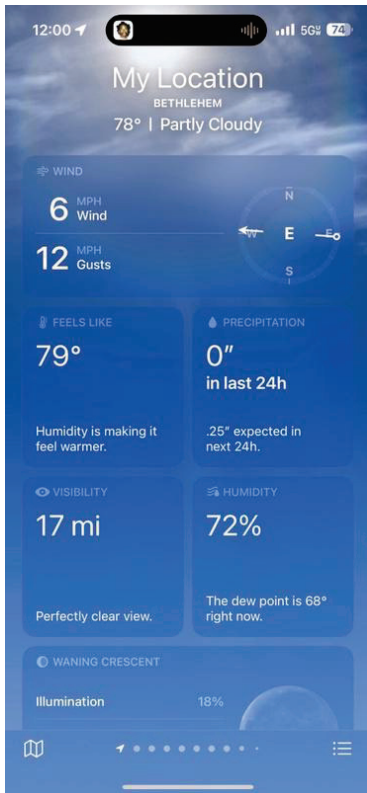 12:00 5GW 74
My Location
BETHLEHEM
78° | Partly Cloudy
WIND
6 MPH Wind
12 MPH Gusts
N
W E E
S
FEELS LIKE
79°
Humidity is making it
feel warmer.
PRECIPITATION
0"
in last 24h
.25" expected in
next 24h.
VISIBILITY
17 mi
Perfectly clear view.
HUMIDITY
72%
The dew point is 68°
right now.
WANING CRESCENT
Illumination 18%